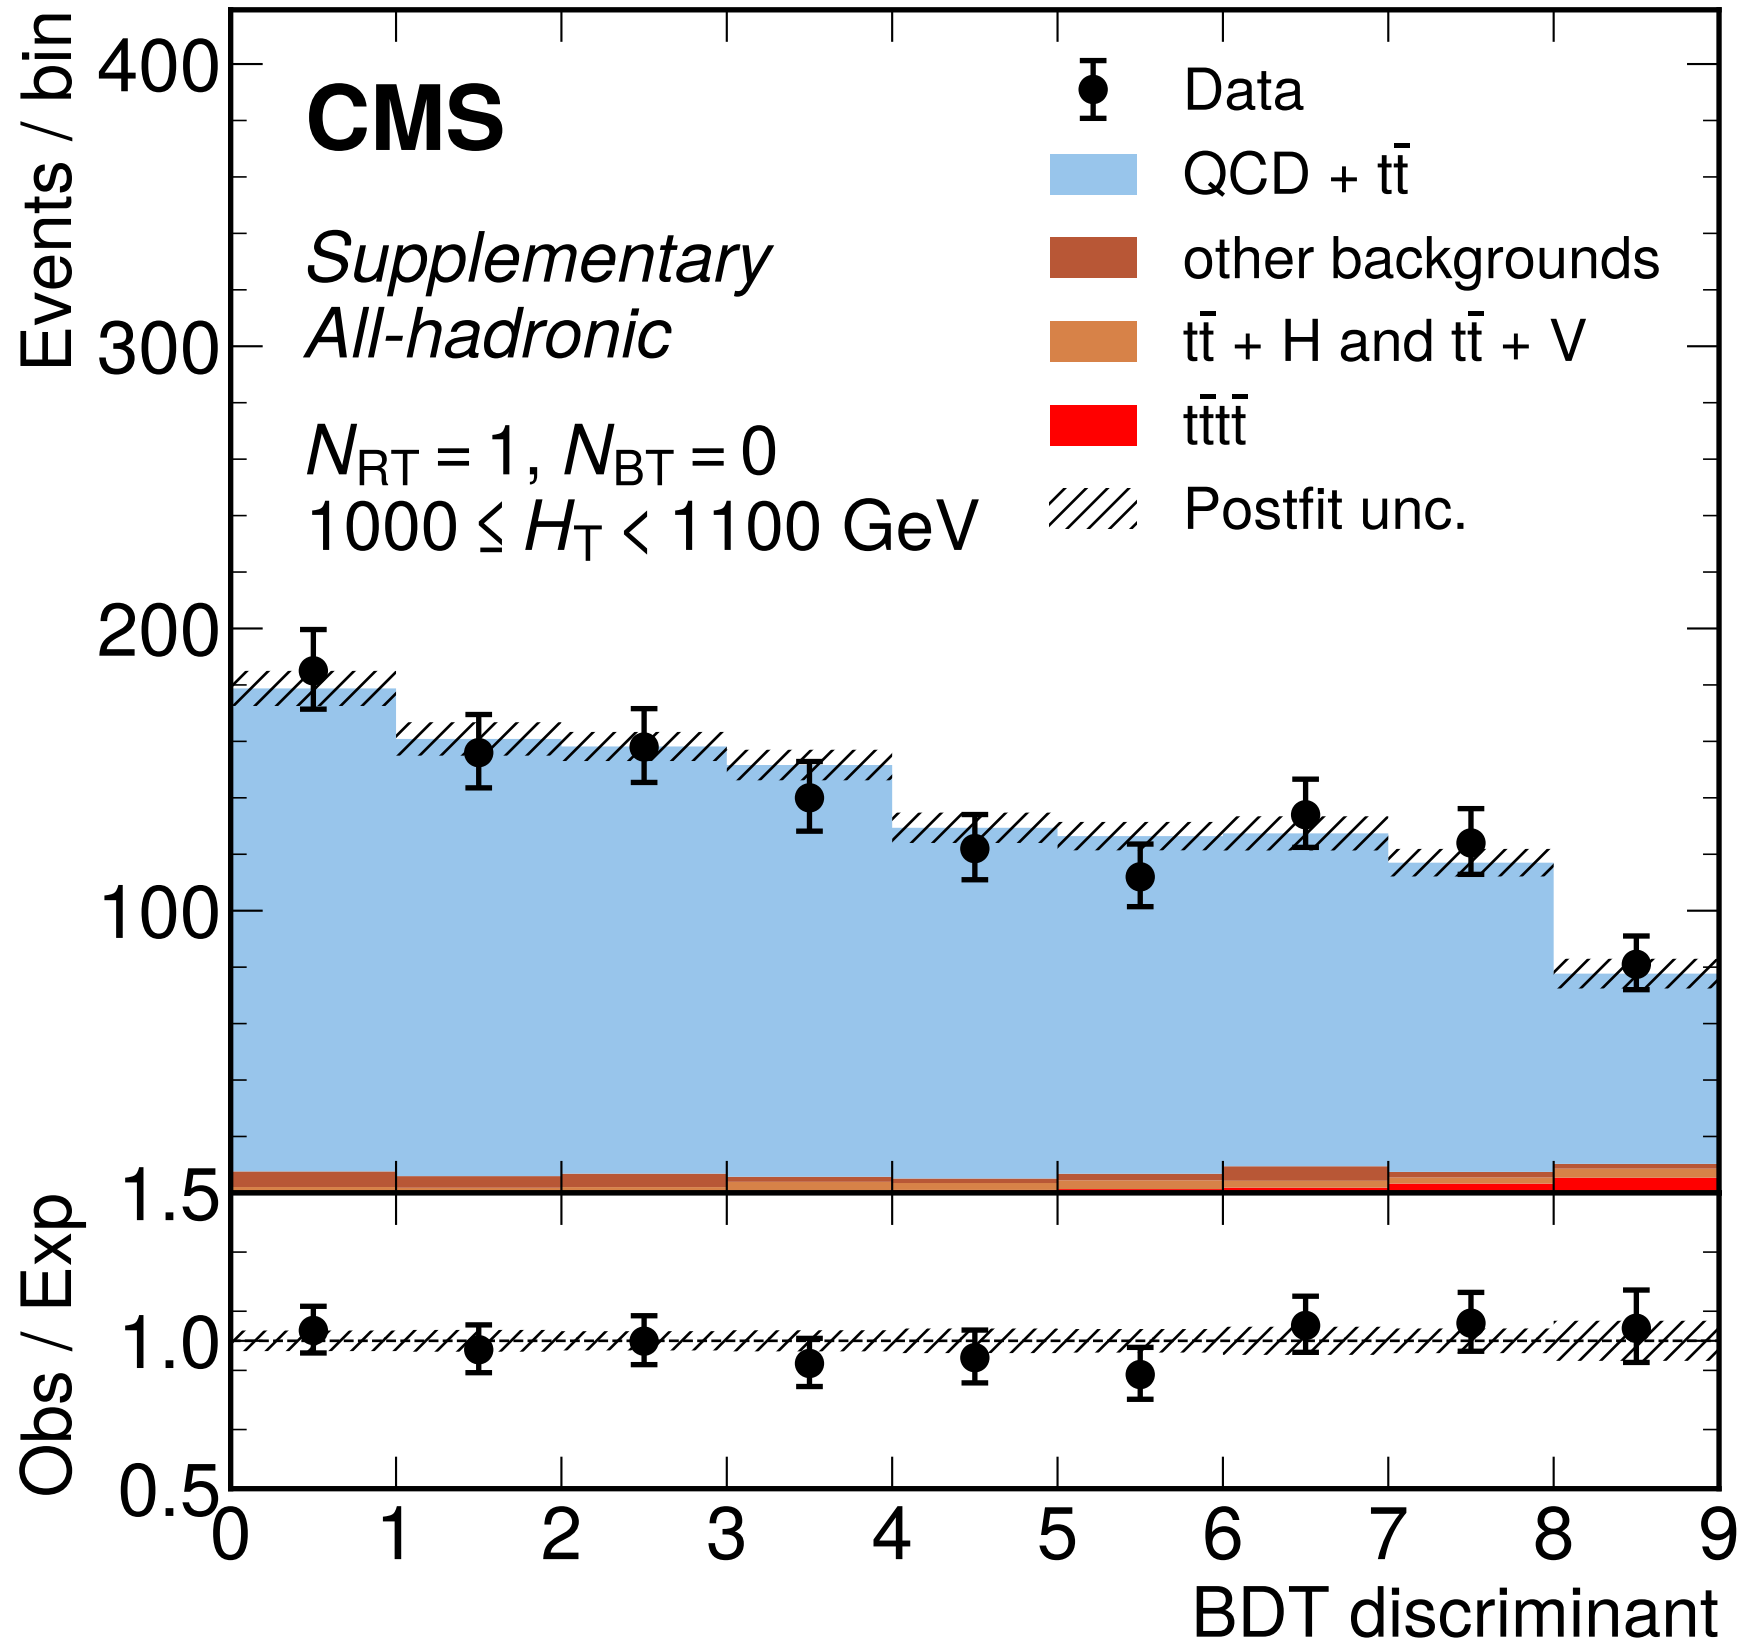 Events / bin
400
300
200
100
CMS
Supplementary
All-hadronic
N_RT = 1, N_BT = 0
1000 ≤ H_T < 1100 GeV
Data
QCD + tt̄
other backgrounds
tt̄ + H and tt̄ + V
tt̄tt̄
Postfit unc.
Obs / Exp
1.5
1.0
0.5
0 1 2 3 4 5 6 7 8 9
BDT discriminant